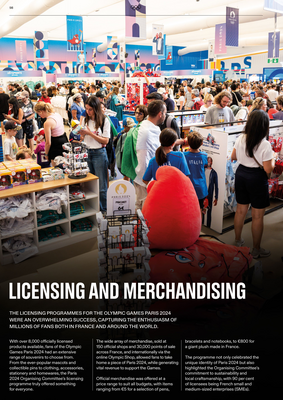 LICENSING AND MERCHANDISING
THE LICENSING PROGRAMMES FOR THE OLYMPIC GAMES PARIS 2024
WERE AN OVERWHELMING SUCCESS, CAPTURING THE ENTHUSIASM OF
MILLIONS OF FANS BOTH IN FRANCE AND AROUND THE WORLD.
With over 8,000 officially licensed
products available, fans of the Olympic
Games Paris 2024 had an extensive
range of souvenirs to choose from.
From the ever-popular mascots and
collectible pins to clothing, accessories,
stationery and homewares, the Paris
2024 Organising Committee's licensing
programme truly offered something
for everyone.
The wide array of merchandise, sold at
150 official shops and 30,000 points of sale
across France, and internationally via the
online Olympic Shop, allowed fans to take
home a piece of Paris 2024, while generating
vital revenue to support the Games.
Official merchandise was offered at a
price range to suit all budgets, with items
ranging from €5 for a selection of pens,
bracelets and notebooks, to €800 for
a giant plush made in France.
The programme not only celebrated the
unique identity of Paris 2024 but also
highlighted the Organising Committee's
commitment to sustainability and
local craftsmanship, with 90 per cent
of licensees being French small and
medium-sized enterprises (SMEs).